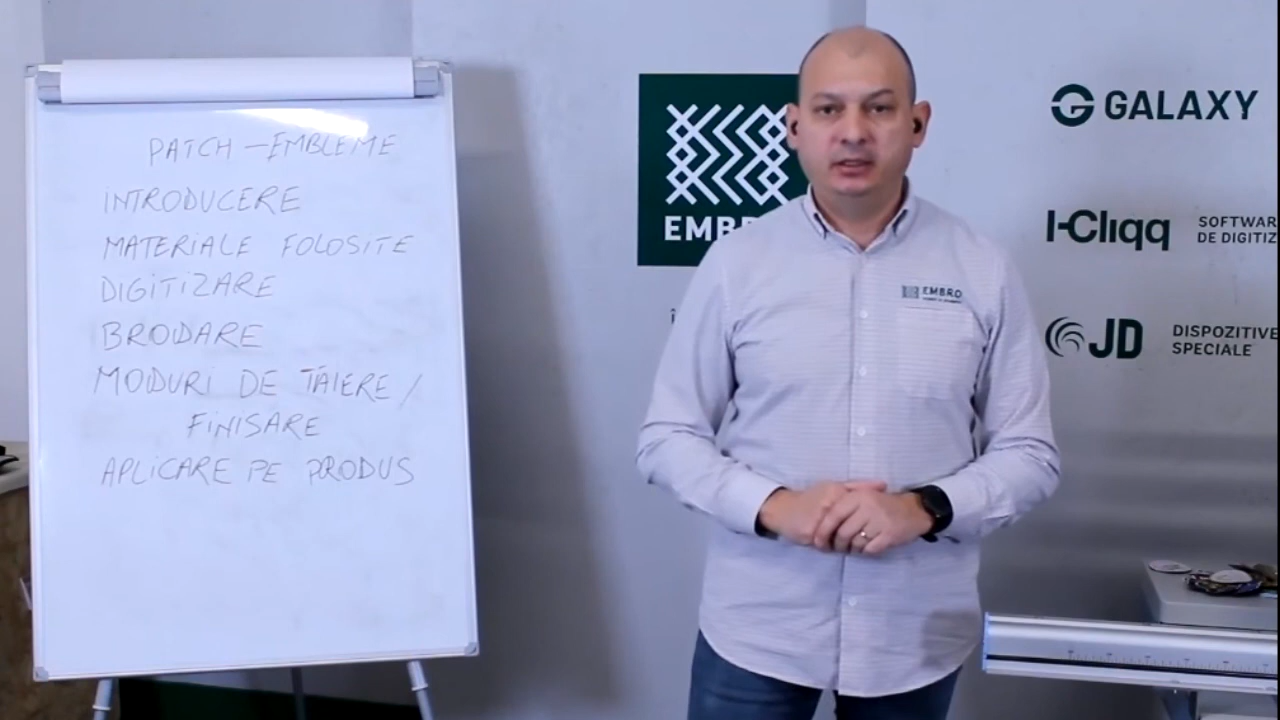 PATCH - EMBLEME
INTRODUCERE
MATERIALE FOLOSITE
DIGITIZARE
BRODARE
MODURI DE TĂIERE /
FINISARE
APLICARE PE PRODUS
EMBR
GALAXY
I-Cliqq
SOFTWAR
DE DIGITIZ
JD
DISPOZITIVE
SPECIALE
EMBRO